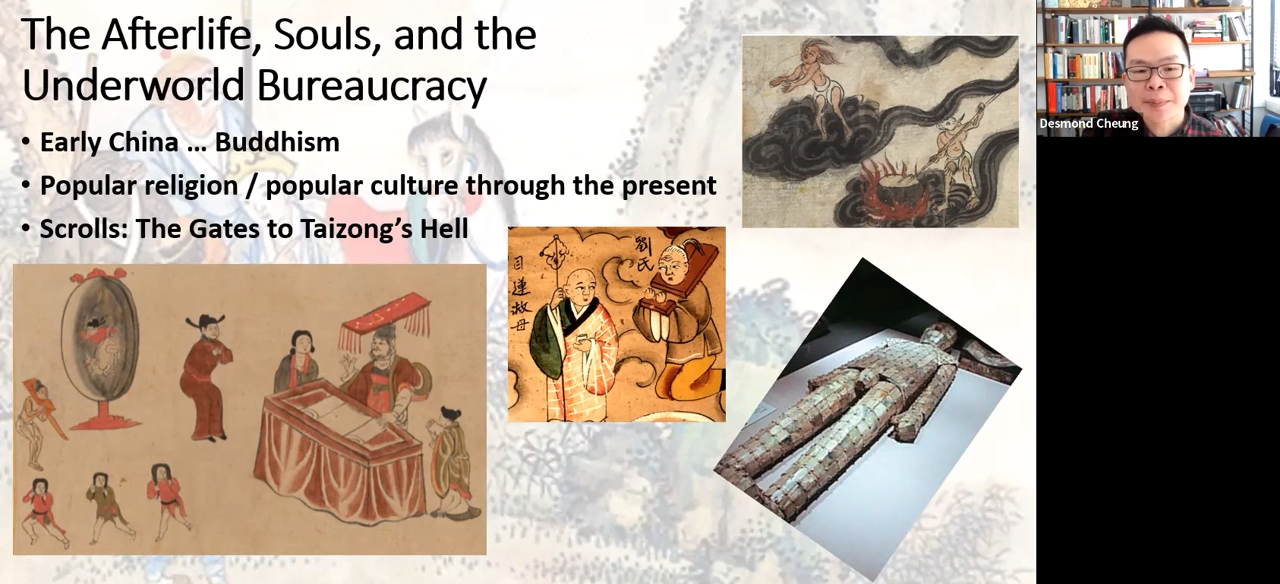 The Afterlife, Souls, and the
Underworld Bureaucracy
• Early China ... Buddhism
• Popular religion / popular culture through the present
• Scrolls: The Gates to Taizong’s Hell
目連救母
劉氏
Desmond Cheung